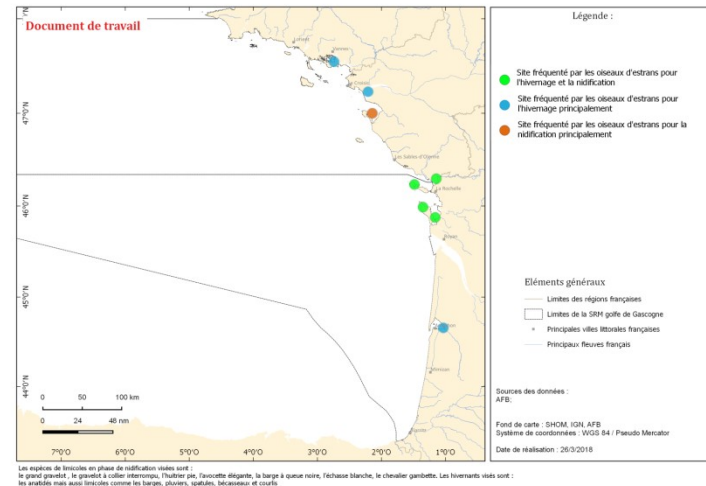 Document de travail
Lorient
Vannes
Les Sables d'Olonne
La Rochelle
Royan
Mimizan
47°0'N
46°0'N
45°0'N
44°0'N
0 50 100 km
0 24 48 nm
7°0'O 6°0'O 5°0'O 4°0'O 3°0'O 2°0'O 1°0'O 0°0'
Légende :
Site fréquenté par les oiseaux d'estrans pour
l'hivernage et la nidification
Site fréquenté par les oiseaux d'estrans pour
l'hivernage principalement
Site fréquenté par les oiseaux d'estrans pour la
nidification principalement
Eléments généraux
Limites des régions françaises
Limites de la SRM golfe de Gascogne
Principales villes littorales françaises
Principaux fleuves français
Sources des données :
AFB;
Fond de carte : SHOM, IGN, AFB
Système de coordonnées : WGS 84 / Pseudo Mercator
Date de réalisation : 26/3/2018
Les espèces de limicoles en phase de nidification visées sont :
le grand gravelot , le gravelot à collier interrompu, l'huitrier pie, l'avocette élégante, la barge à queue noire, l'échasse blanche, le chevalier gambette. Les hivernants visés sont :
les anatidés mais aussi limicoles comme les barges, pluviers, spatules, bécasseaux et courlis